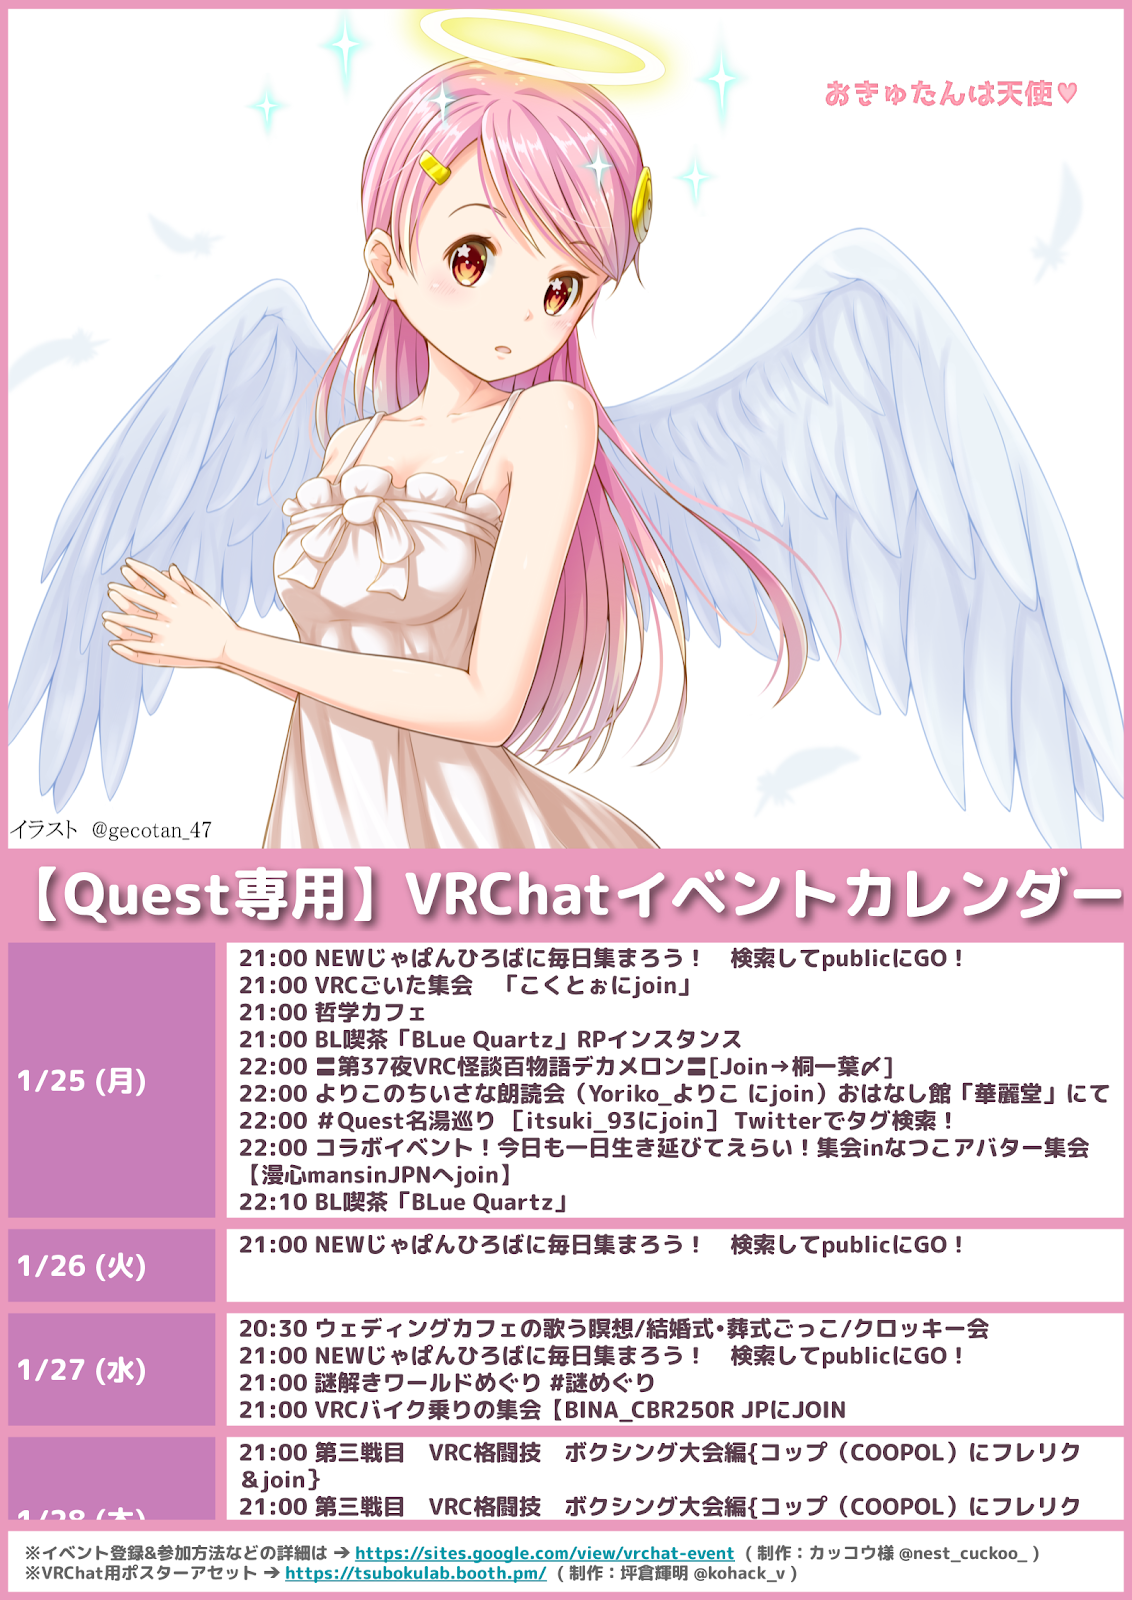 おきゅたんは天使♥
イラスト @gecotan_47
【Quest専用】VRChatイベントカレンダー
1/25 (月)
21:00 NEWじゃぱんひろばに毎日集まろう！ 検索してpublicにGO！
21:00 VRCごいた集会 「こくとぉにjoin」
21:00 哲学カフェ
21:00 BL喫茶「BLue Quartz」RPインスタンス
22:00 〓第37夜VRC怪談百物語デカメロン〓[Join→桐一葉〆]
22:00 よりこのちいさな朗読会（Yoriko_よりこ にjoin）おはなし館「華麗堂」にて
22:00 ＃Quest名湯巡り ［itsuki_93にjoin］ Twitterでタグ検索！
22:00 コラボイベント！今日も一日生き延びてえらい！集会inなつこアバター集会
【漫心mansinJPNへjoin】
22:10 BL喫茶「BLue Quartz」
1/26 (火)
21:00 NEWじゃぱんひろばに毎日集まろう！ 検索してpublicにGO！
1/27 (水)
20:30 ウェディングカフェの歌う瞑想/結婚式•葬式ごっこ/クロッキー会
21:00 NEWじゃぱんひろばに毎日集まろう！ 検索してpublicにGO！
21:00 謎解きワールドめぐり #謎めぐり
21:00 VRCバイク乗りの集会【BINA_CBR250R JPにJOIN
1/28 (木)
21:00 第三戦目 VRC格闘技 ボクシング大会編{コップ（COOPOL）にフレリク
＆join}
21:00 第三戦目 VRC格闘技 ボクシング大会編{コップ（COOPOL）にフレリク
※イベント登録&参加方法などの詳細は ➔ https://sites.google.com/view/vrchat-event ( 制作：カッコウ様 @nest_cuckoo_ )
※VRChat用ポスターアセット ➔ https://tsubokulab.booth.pm/ ( 制作：坪倉輝明 @kohack_v )